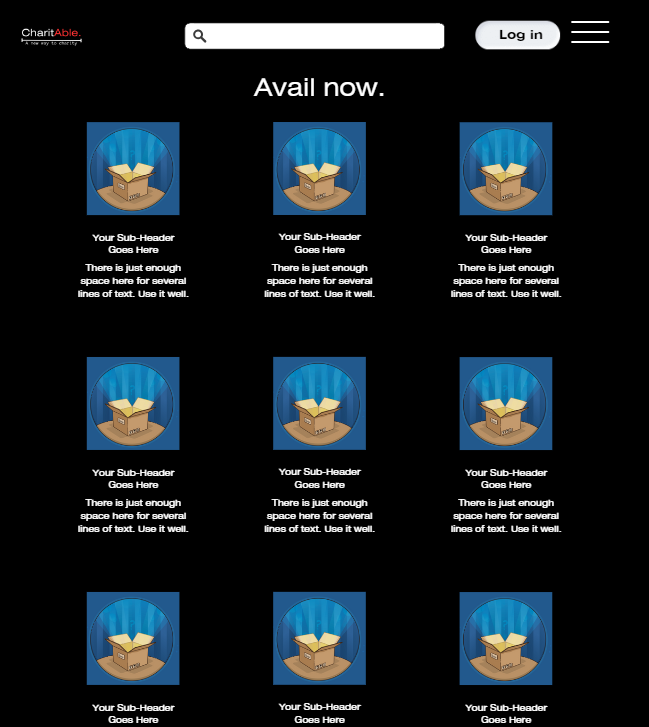 CharitAble.
A new way to charity
Log in
Avail now.
Your Sub-Header
Goes Here
There is just enough
space here for several
lines of text. Use it well.
Your Sub-Header
Goes Here
There is just enough
space here for several
lines of text. Use it well.
Your Sub-Header
Goes Here
There is just enough
space here for several
lines of text. Use it well.
Your Sub-Header
Goes Here
There is just enough
space here for several
lines of text. Use it well.
Your Sub-Header
Goes Here
There is just enough
space here for several
lines of text. Use it well.
Your Sub-Header
Goes Here
There is just enough
space here for several
lines of text. Use it well.
Your Sub-Header
Goes Here
Your Sub-Header
Goes Here
Your Sub-Header
Goes Here